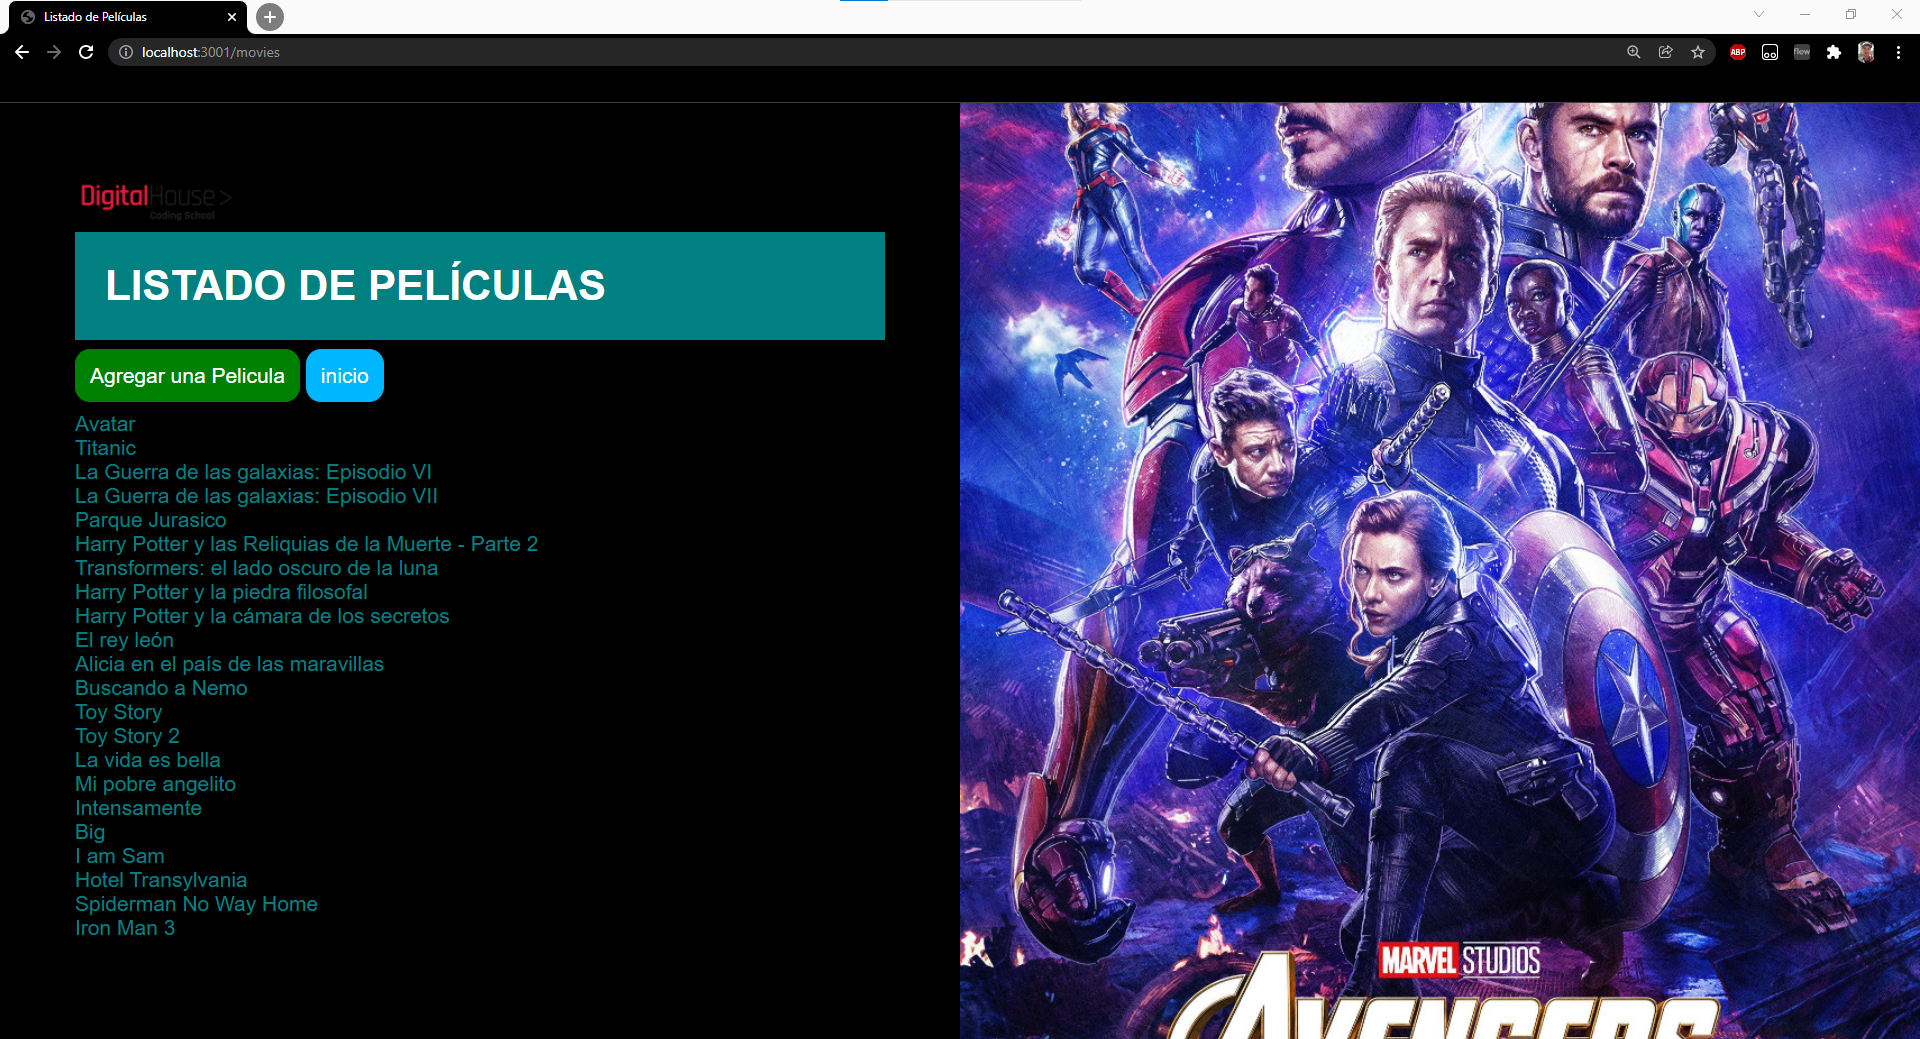 Listado de Películas
localhost:3001/movies
ABP
flow
DigitalHouse >
Coding School
LISTADO DE PELÍCULAS
Agregar una Pelicula
inicio
Avatar
Titanic
La Guerra de las galaxias: Episodio VI
La Guerra de las galaxias: Episodio VII
Parque Jurasico
Harry Potter y las Reliquias de la Muerte - Parte 2
Transformers: el lado oscuro de la luna
Harry Potter y la piedra filosofal
Harry Potter y la cámara de los secretos
El rey león
Alicia en el país de las maravillas
Buscando a Nemo
Toy Story
Toy Story 2
La vida es bella
Mi pobre angelito
Intensamente
Big
I am Sam
Hotel Transylvania
Spiderman No Way Home
Iron Man 3
MARVEL STUDIOS
AVENGERS